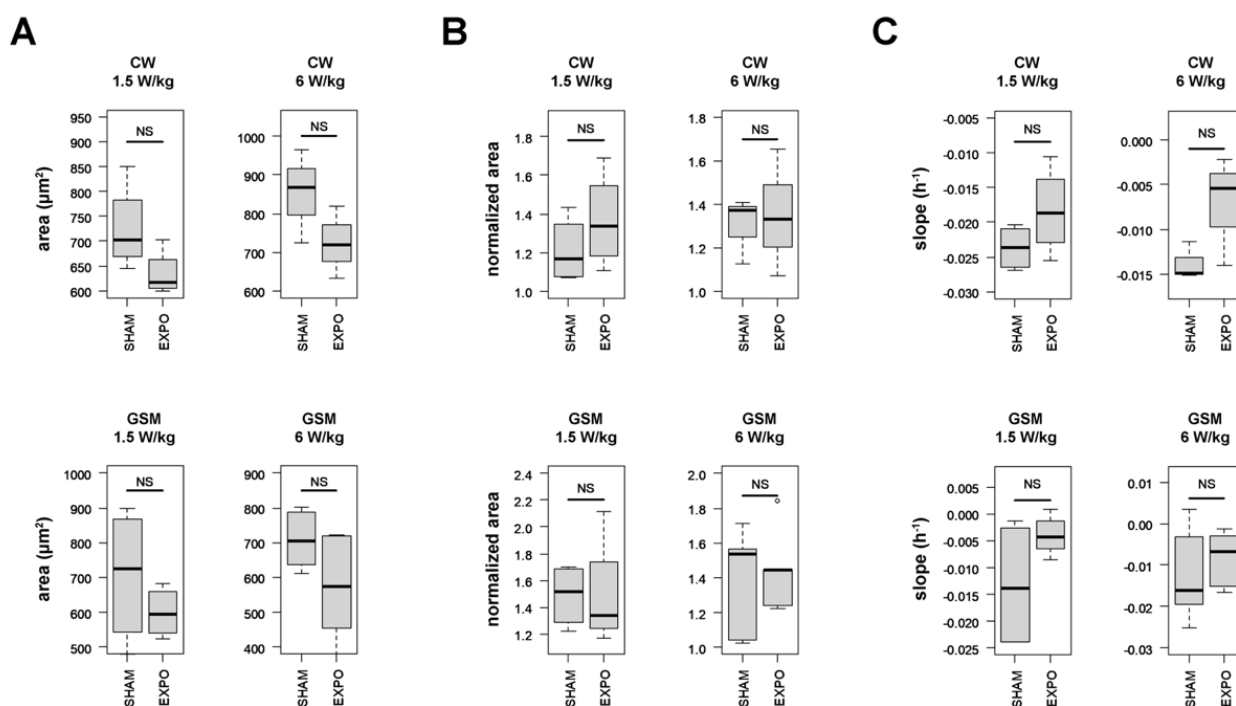 A
CW
1.5 W/kg
CW
6 W/kg
area (µm²)
950
900
850
800
750
700
650
600
NS
SHAM
EXPO
1000
900
800
700
600
NS
SHAM
EXPO
GSM
1.5 W/kg
GSM
6 W/kg
area (µm²)
1000
900
800
700
600
500
NS
SHAM
EXPO
900
800
700
600
500
400
NS
SHAM
EXPO
B
CW
1.5 W/kg
CW
6 W/kg
normalized area
1.8
1.6
1.4
1.2
1.0
NS
SHAM
EXPO
1.8
1.6
1.4
1.2
1.0
NS
SHAM
EXPO
GSM
1.5 W/kg
GSM
6 W/kg
normalized area
2.4
2.2
2.0
1.8
1.6
1.4
1.2
NS
SHAM
EXPO
2.0
1.8
1.6
1.4
1.2
1.0
NS
SHAM
EXPO
C
CW
1.5 W/kg
CW
6 W/kg
slope (h⁻¹)
-0.005
-0.010
-0.015
-0.020
-0.025
-0.030
NS
SHAM
EXPO
0.000
-0.005
-0.010
-0.015
NS
SHAM
EXPO
GSM
1.5 W/kg
GSM
6 W/kg
slope (h⁻¹)
0.005
0.000
-0.005
-0.010
-0.015
-0.020
-0.025
NS
SHAM
EXPO
0.01
0.00
-0.01
-0.02
-0.03
NS
SHAM
EXPO